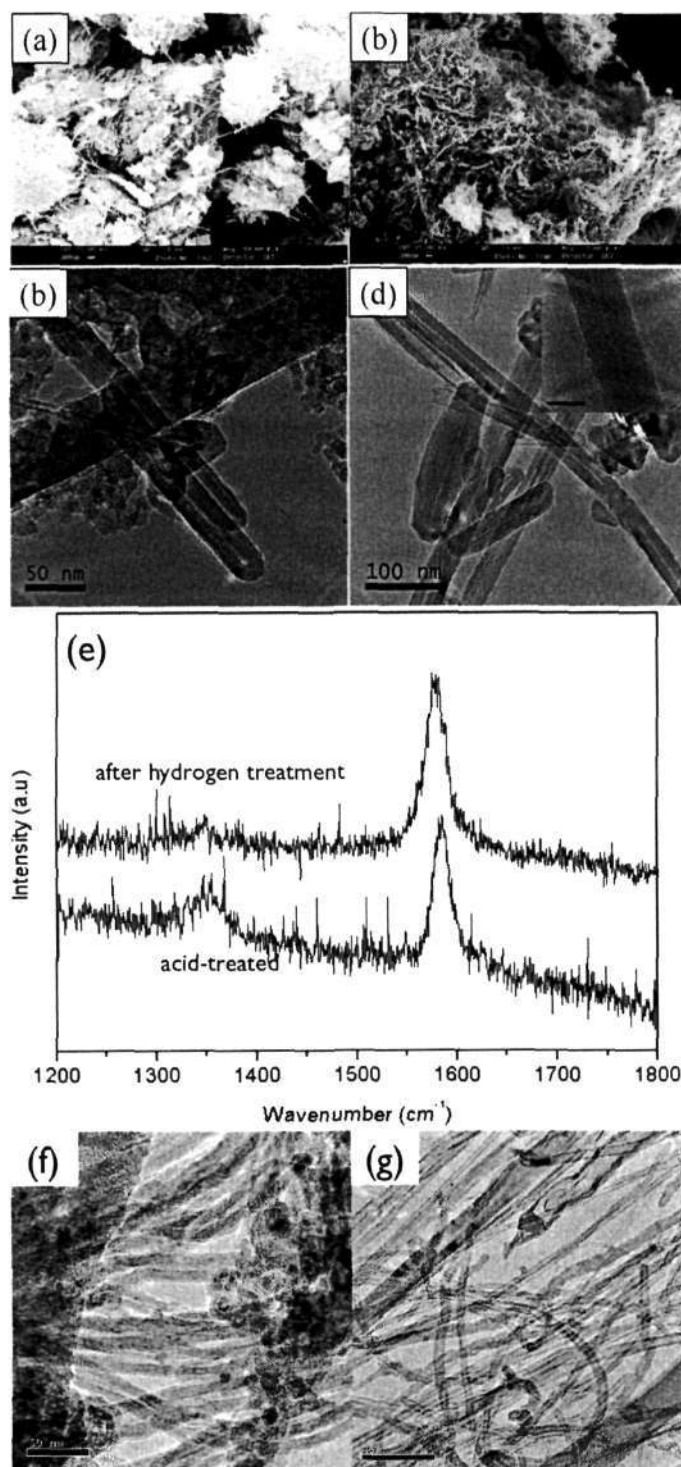 (a)
(b)
(b)
50 nm
(d)
100 nm
(e)
after hydrogen treatment
acid-treated
Intensity (a.u)
1200 1300 1400 1500 1600 1700 1800
Wavenumber (cm⁻¹)
(f)
(g)